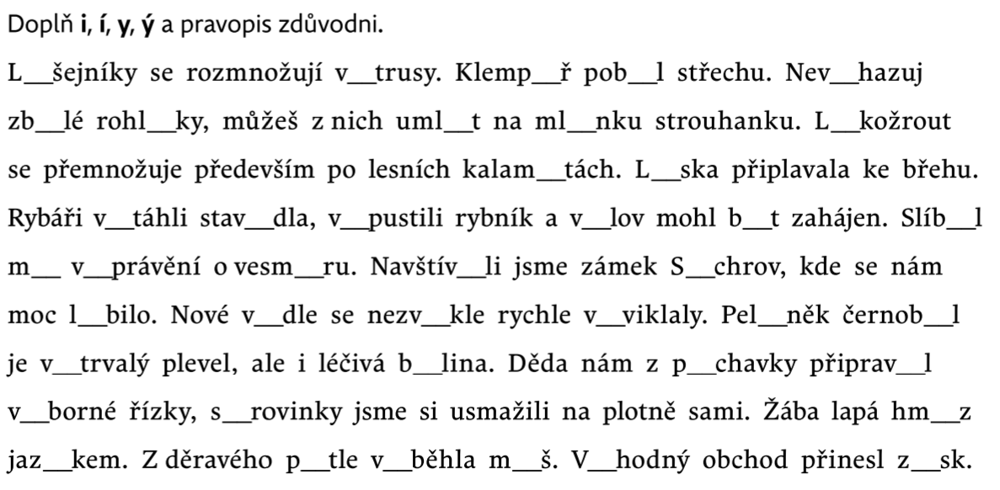 Doplň i, í, y, ý a pravopis zdůvodni.
L__šejníky se rozmnožují v__trusy. Klemp__ř pob__l střechu. Nev__hazuj
zb__lé rohl__ky, můžeš z nich uml__t na ml__nku strouhanku. L__kožrout
se přemnožuje především po lesních kalam__tách. L__ska připlavala ke břehu.
Rybáři v__táhli stav__dla, v__pustili rybník a v__lov mohl b__t zahájen. Slíb__l
m__ v__právění o vesm__ru. Navštív__li jsme zámek S__chrov, kde se nám
moc l__bilo. Nové v__dle se nezv__kle rychle v__viklaly. Pel__něk černob__l
je v__trvalý plevel, ale i léčivá b__lina. Děda nám z p__chavky připrav__l
v__borné řízky, s__rovinky jsme si usmažili na plotně sami. Žába lapá hm__z
jaz__kem. Z děravého p__tle v__běhla m__š. V__hodný obchod přinesl z__sk.